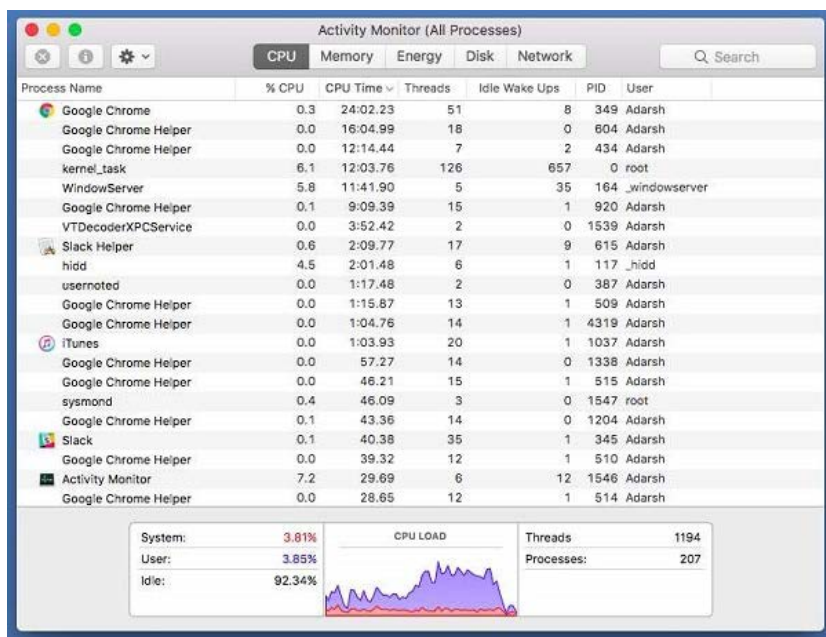 Activity Monitor (All Processes)
CPU Memory Energy Disk Network Search
Process Name % CPU CPU Time Threads Idle Wake Ups PID User
Google Chrome 0.3 24:02.23 51 8 349 Adarsh
Google Chrome Helper 0.0 16:04.99 18 0 604 Adarsh
Google Chrome Helper 0.0 12:14.44 7 2 434 Adarsh
kernel_task 6.1 12:03.76 126 657 0 root
WindowServer 5.8 11:41.90 5 35 164 _windowserver
Google Chrome Helper 0.1 9:09.39 15 1 920 Adarsh
VTDecoderXPCService 0.0 3:52.42 2 0 1539 Adarsh
Slack Helper 0.6 2:09.77 17 9 615 Adarsh
hidd 4.5 2:01.48 6 1 117 _hidd
usernoted 0.0 1:17.48 2 0 387 Adarsh
Google Chrome Helper 0.0 1:15.87 13 1 509 Adarsh
Google Chrome Helper 0.0 1:04.76 14 1 4319 Adarsh
iTunes 0.0 1:03.93 20 1 1037 Adarsh
Google Chrome Helper 0.0 57.27 14 0 1338 Adarsh
Google Chrome Helper 0.0 46.21 15 1 515 Adarsh
sysmond 0.4 46.09 3 0 1547 root
Google Chrome Helper 0.1 43.36 14 0 1204 Adarsh
Slack 0.1 40.38 35 1 345 Adarsh
Google Chrome Helper 0.0 39.32 12 1 510 Adarsh
Activity Monitor 7.2 29.69 6 12 1546 Adarsh
Google Chrome Helper 0.0 28.65 12 1 514 Adarsh
System: 3.81% CPU LOAD Threads 1194
User: 3.85% Processes: 207
Idle: 92.34%